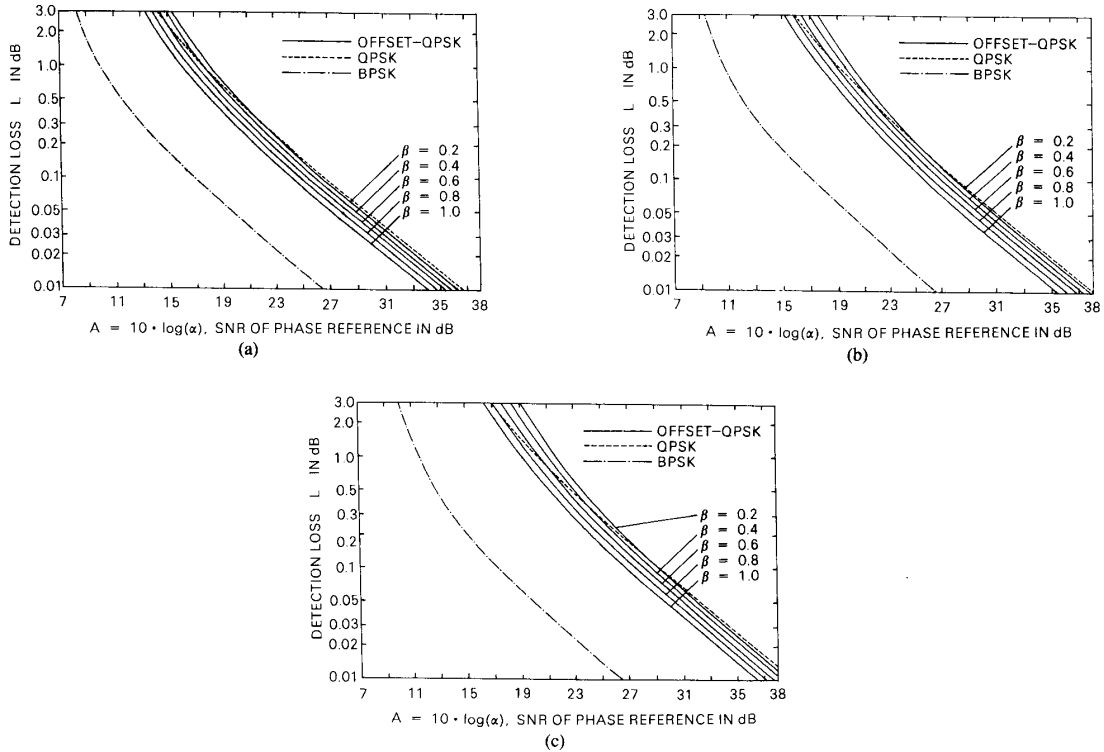 3.0
2.0
1.0
0.5
0.3
0.2
0.1
0.05
0.03
0.02
0.01
DETECTION LOSS L IN dB
OFFSET-QPSK
QPSK
BPSK
β = 0.2
β = 0.4
β = 0.6
β = 0.8
β = 1.0
7 11 15 19 23 27 31 35 38
A = 10 • log(α), SNR OF PHASE REFERENCE IN dB
(a)
3.0
2.0
1.0
0.5
0.3
0.2
0.1
0.05
0.03
0.02
0.01
DETECTION LOSS L IN dB
OFFSET-QPSK
QPSK
BPSK
β = 0.2
β = 0.4
β = 0.6
β = 0.8
β = 1.0
7 11 15 19 23 27 31 35 38
A = 10 • log(α), SNR OF PHASE REFERENCE IN dB
(b)
3.0
2.0
1.0
0.5
0.3
0.2
0.1
0.05
0.03
0.02
0.01
DETECTION LOSS L IN dB
OFFSET-QPSK
QPSK
BPSK
β = 0.2
β = 0.4
β = 0.6
β = 0.8
β = 1.0
7 11 15 19 23 27 31 35 38
A = 10 • log(α), SNR OF PHASE REFERENCE IN dB
(c)